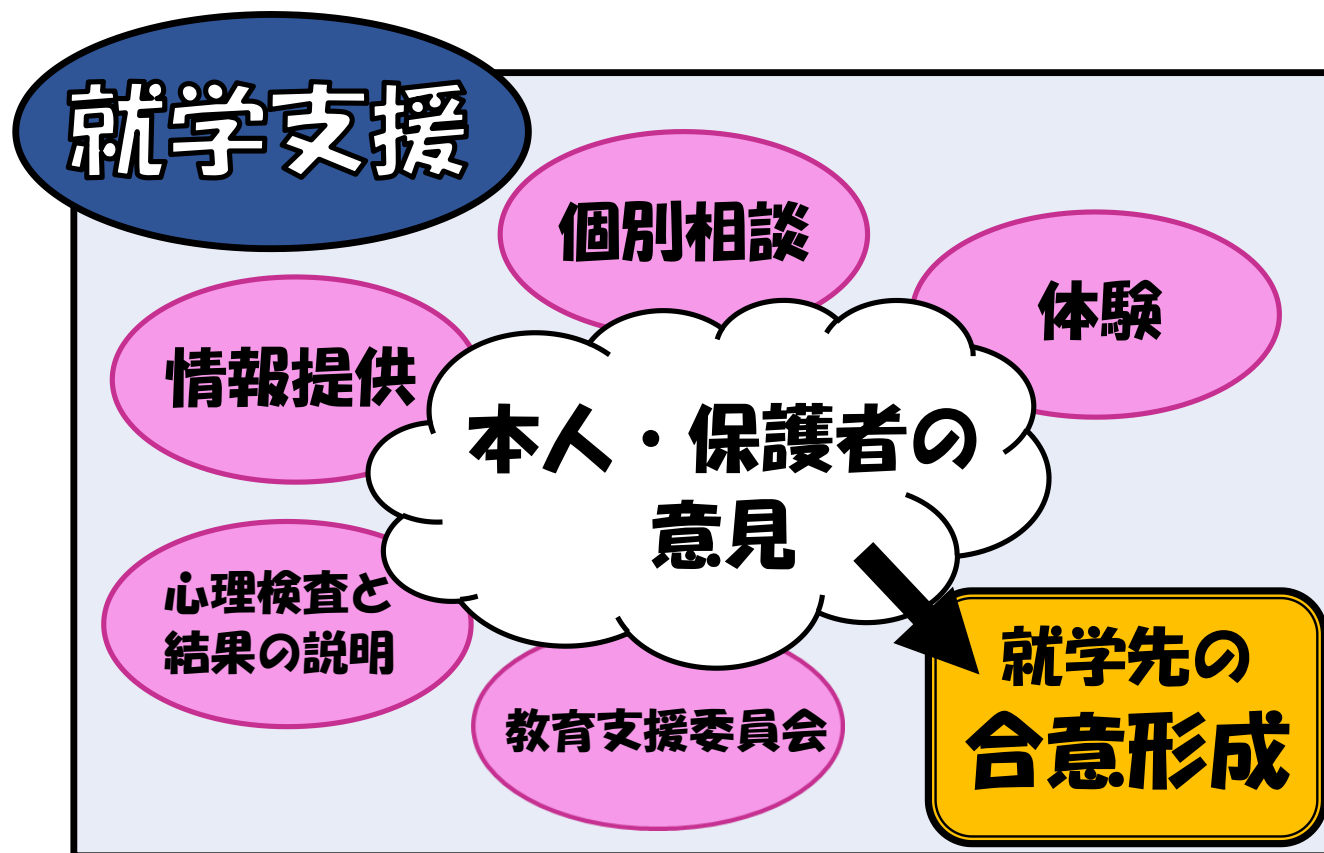 就学支援
個別相談
体験
情報提供
本人・保護者の
意見
心理検査と
結果の説明
教育支援委員会
就学先の
合意形成